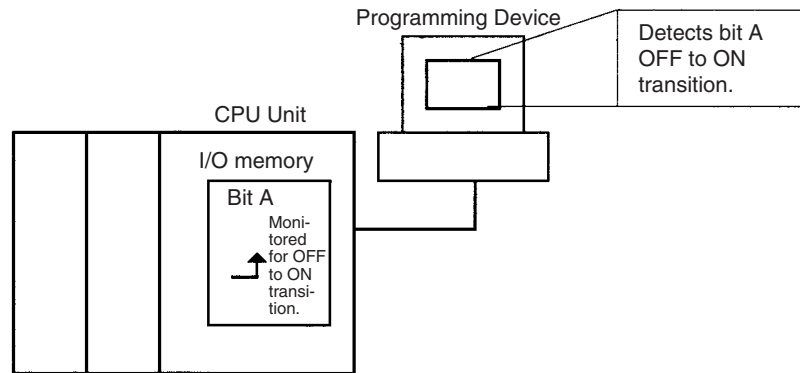 Programming Device
Detects bit A
OFF to ON
transition.
CPU Unit
I/O memory
Bit A
Moni-
tored
for OFF
to ON
transi-
tion.